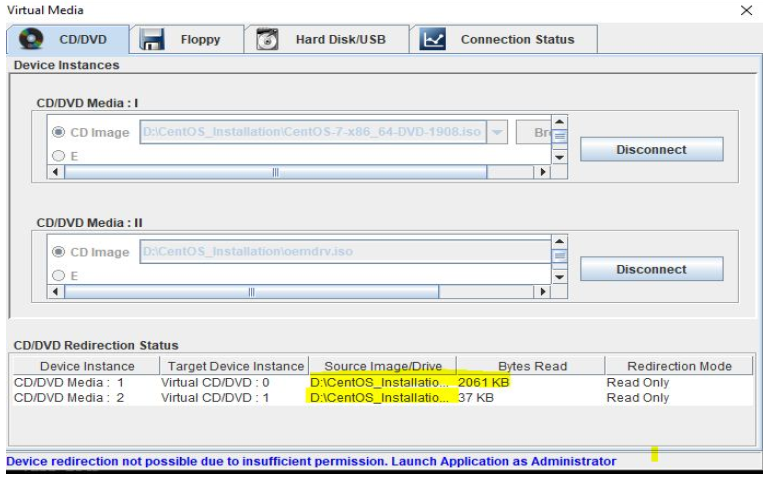 Virtual Media
CD/DVD Floppy Hard Disk/USB Connection Status
Device Instances
CD/DVD Media : I
CD Image D:\CentOS_Installation\CentOS-7-x86_64-DVD-1908.iso Br
E
Disconnect
CD/DVD Media : II
CD Image D:\CentOS_Installation\oemdrv.iso
E
Disconnect
CD/DVD Redirection Status
Device Instance Target Device Instance Source Image/Drive Bytes Read Redirection Mode
CD/DVD Media : 1 Virtual CD/DVD : 0 D:\CentOS_Installatio... 2061 KB Read Only
CD/DVD Media : 2 Virtual CD/DVD : 1 D:\CentOS_Installatio... 37 KB Read Only
Device redirection not possible due to insufficient permission. Launch Application as Administrator